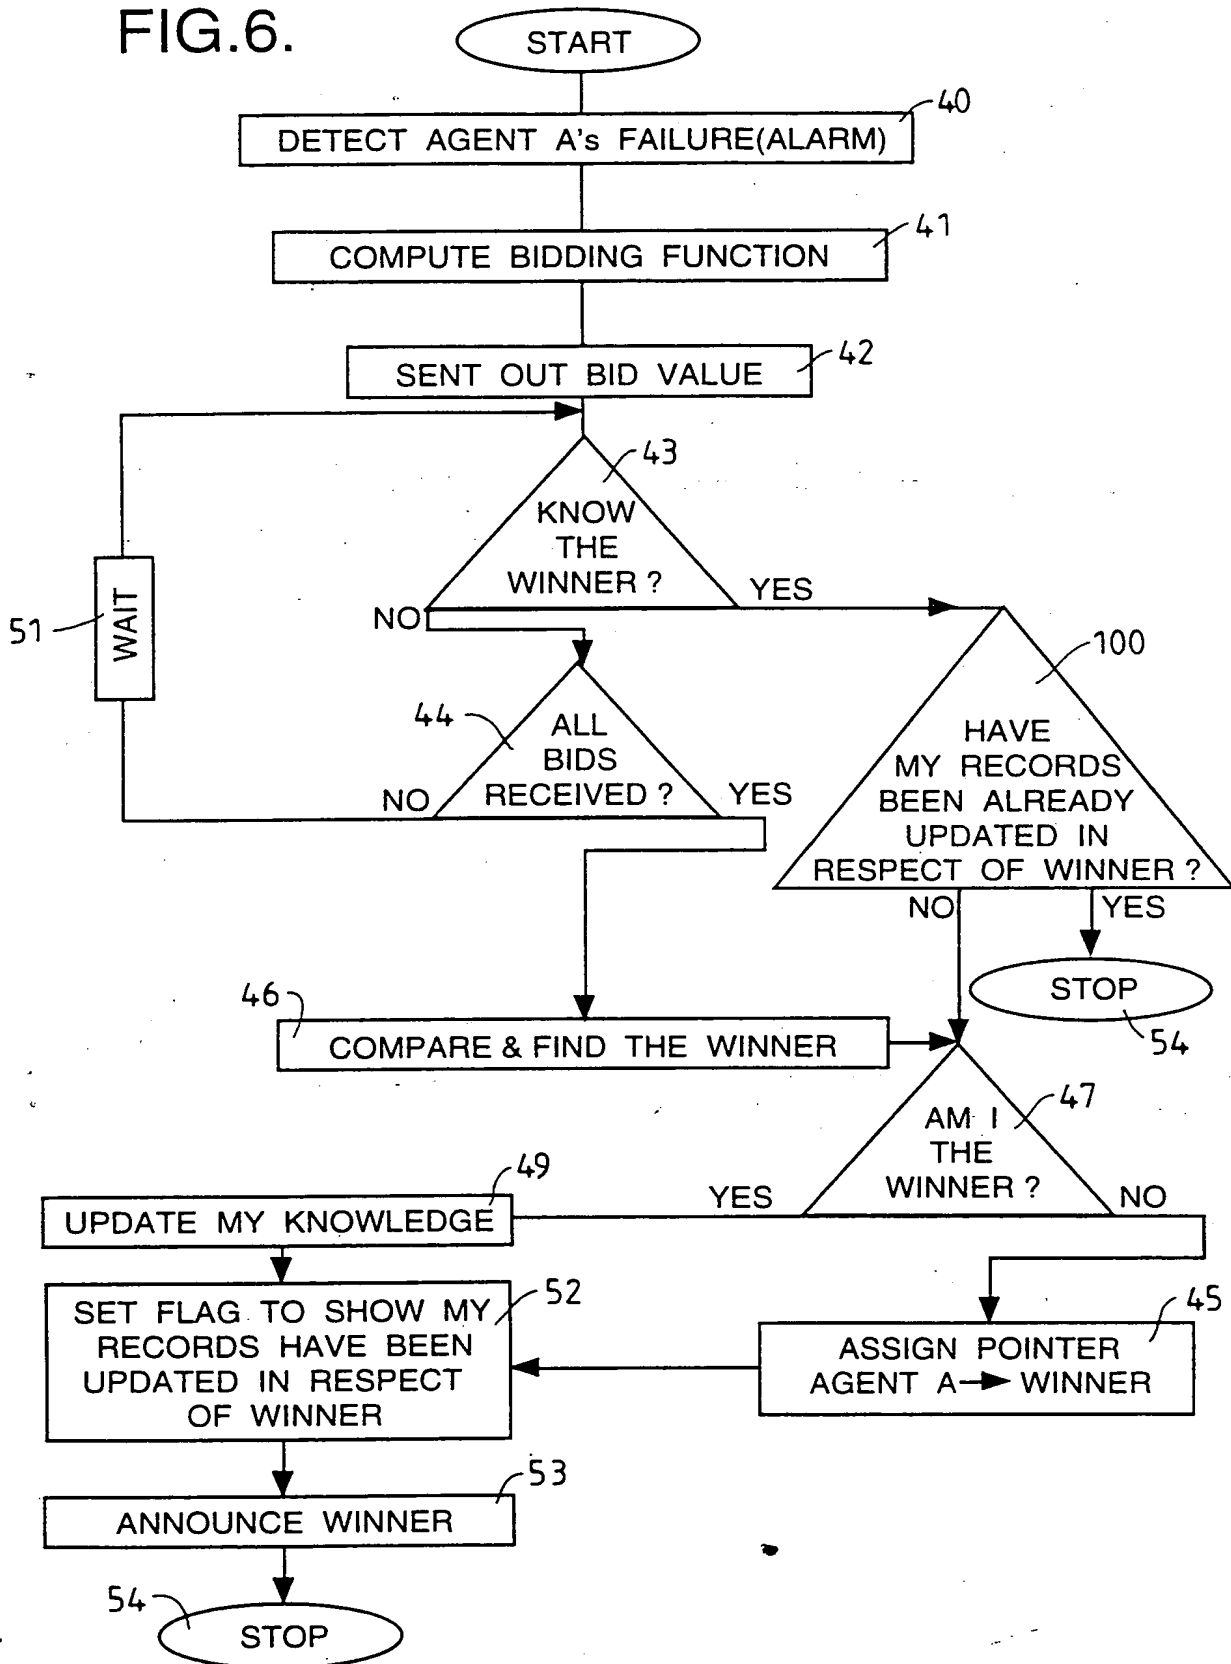 FIG.6.
START
40
DETECT AGENT A's FAILURE(ALARM)
41
COMPUTE BIDDING FUNCTION
42
SENT OUT BID VALUE
43
KNOW
THE
WINNER ?
YES
NO
51
WAIT
100
HAVE
MY RECORDS
BEEN ALREADY
UPDATED IN
RESPECT OF WINNER ?
44
ALL
BIDS
RECEIVED ?
NO
YES
NO
YES
STOP
54
46
COMPARE & FIND THE WINNER
47
AM I
THE
WINNER ?
YES
NO
49
UPDATE MY KNOWLEDGE
52
SET FLAG TO SHOW MY
RECORDS HAVE BEEN
UPDATED IN RESPECT
OF WINNER
45
ASSIGN POINTER
AGENT A → WINNER
53
ANNOUNCE WINNER
54
STOP